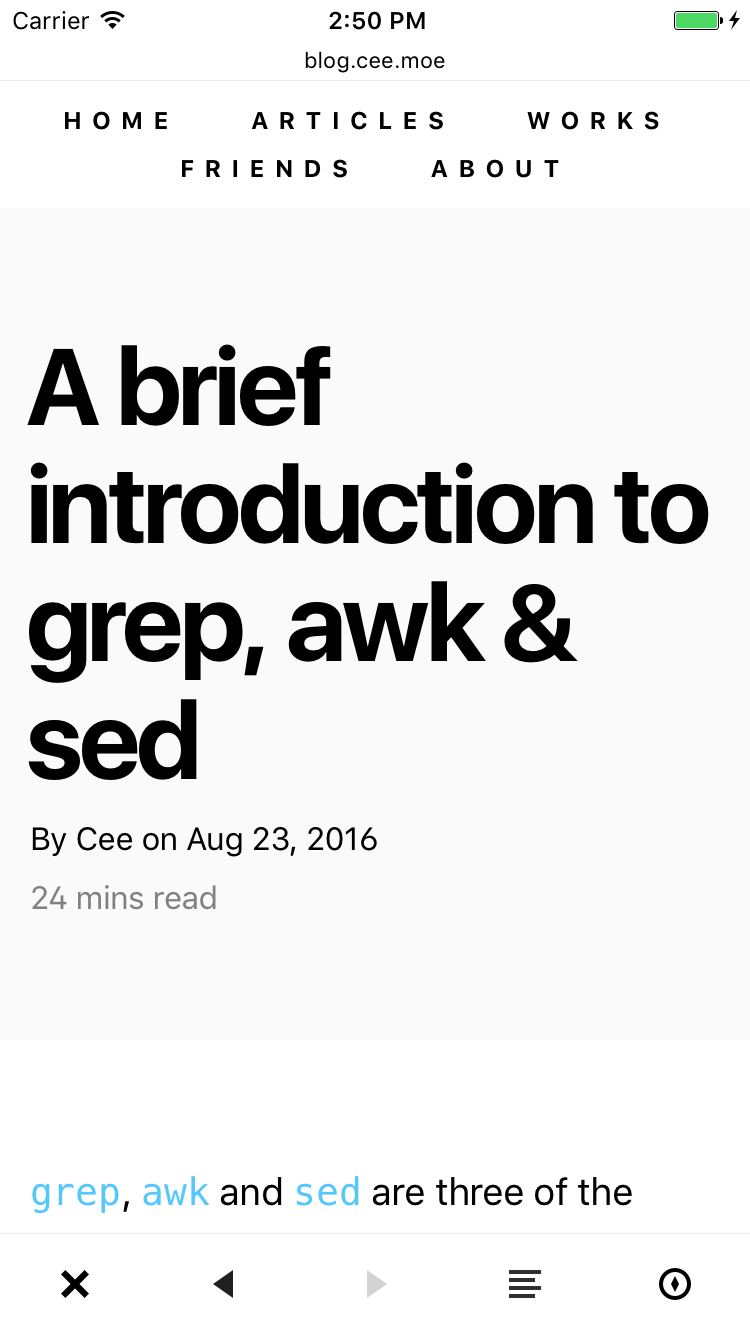 Carrier 2:50 PM
blog.cee.moe
HOME ARTICLES WORKS
FRIENDS ABOUT
A brief
introduction to
grep, awk &
sed
By Cee on Aug 23, 2016
24 mins read
grep, awk and sed are three of the